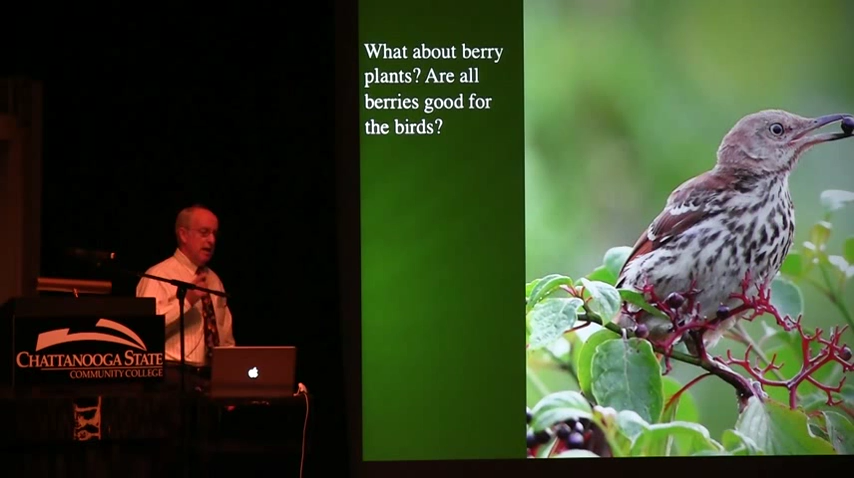 What about berry
plants? Are all
berries good for
the birds?
CHATTANOOGA STATE
COMMUNITY COLLEGE